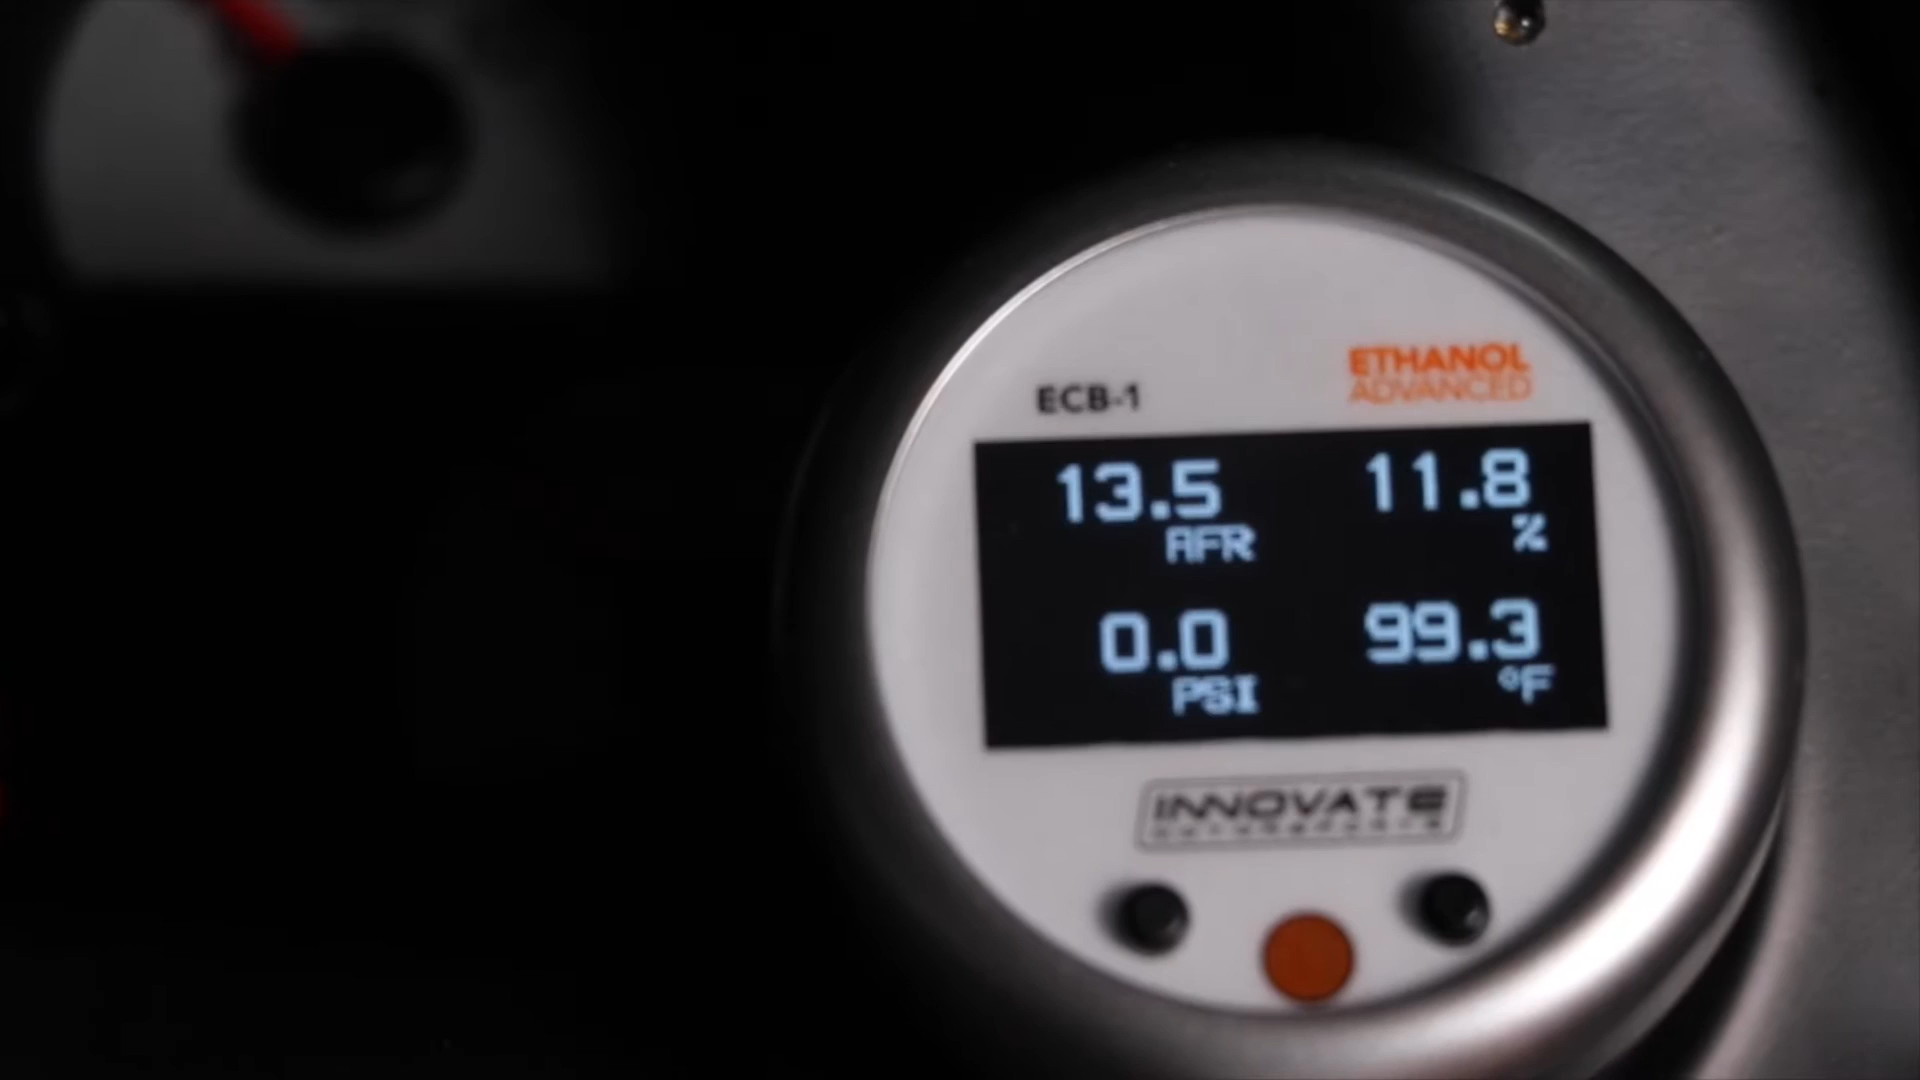 ECB-1
ETHANOL
ADVANCED
13.5 11.8
AFR %
0.0 99.3
PSI °F
INNOVATE